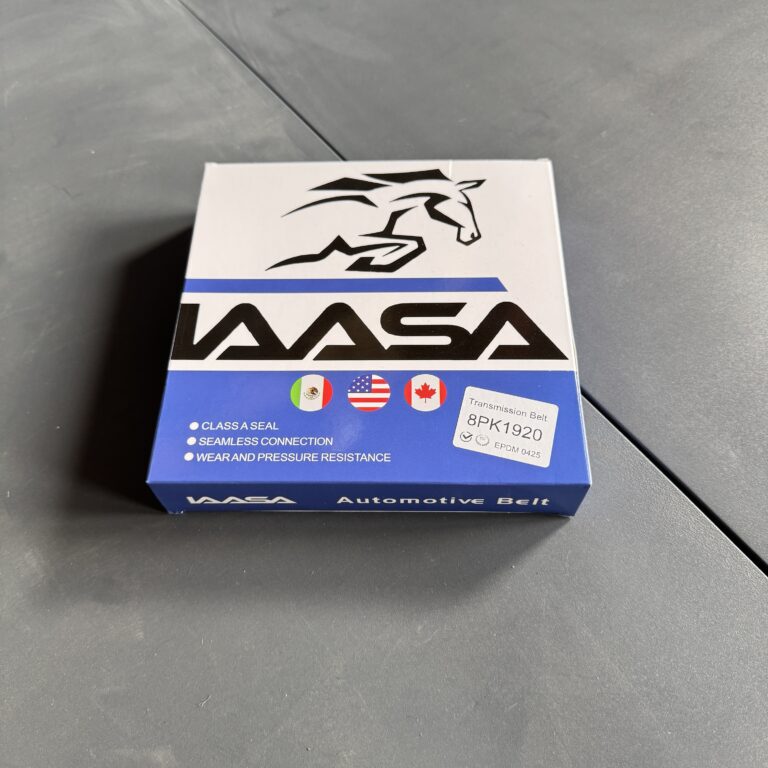 IAASA
CLASS A SEAL
SEAMLESS CONNECTION
WEAR AND PRESSURE RESISTANCE
Transmission Belt
8PK1920
EPDM 0425
IAASA Automotive Belt